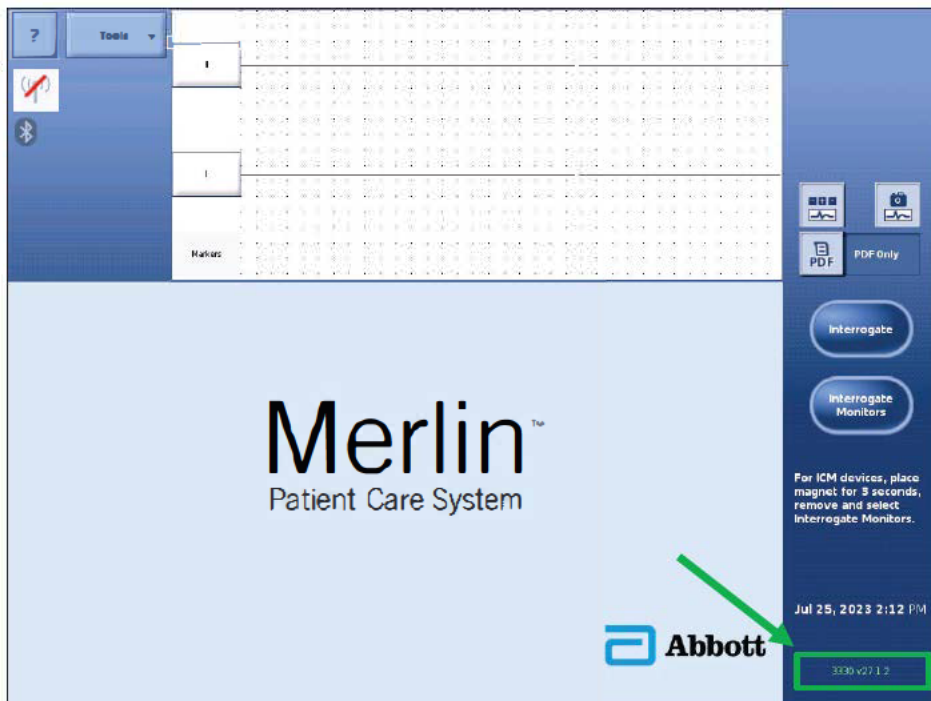 ?
Tools
I
I
Markers
PDF
PDF Only
Interrogate
Interrogate
Monitors
For ICM devices, place
magnet for 5 seconds,
remove and select
Interrogate Monitors.
Merlin™
Patient Care System
Jul 25, 2023 2:12 PM
Abbott
3330 v27.1.2